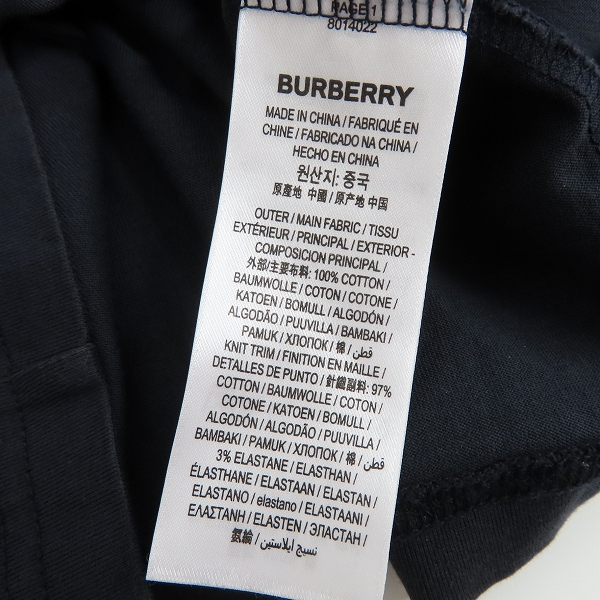 PAGE 1
8014022
BURBERRY
MADE IN CHINA / FABRIQUÉ EN
CHINE / FABRICADO NA CHINA /
HECHO EN CHINA
원산지: 중국
原產地 中國 / 原产地 中国
OUTER / MAIN FABRIC / TISSU
EXTÉRIEUR / PRINCIPAL / EXTERIOR -
COMPOSICION PRINCIPAL /
外部/主要布料: 100% COTTON /
BAUMWOLLE / COTON / COTONE /
KATOEN / BOMULL / ALGODÓN /
ALGODÃO / PUUVILLA / BAMBAKI /
PAMUK / ХЛОПОК / 棉 / قطن /
KNIT TRIM / FINITION EN MAILLE /
DETALLES DE PUNTO / 針織副料: 97%
COTTON / BAUMWOLLE / COTON /
COTONE / KATOEN / BOMULL /
ALGODÓN / ALGODÃO / PUUVILLA /
BAMBAKI / PAMUK / ХЛОПОК / 棉 / قطن /
3% ELASTANE / ELASTHAN /
ÉLASTHANE / ELASTAAN / ELASTAN /
ELASTANO / elastano / ELASTAANI /
ΕΛΑΣΤΑΝΗ / ELASTEN / ЭЛАСТАН /
氨綸 / نسيج ايلاستين /